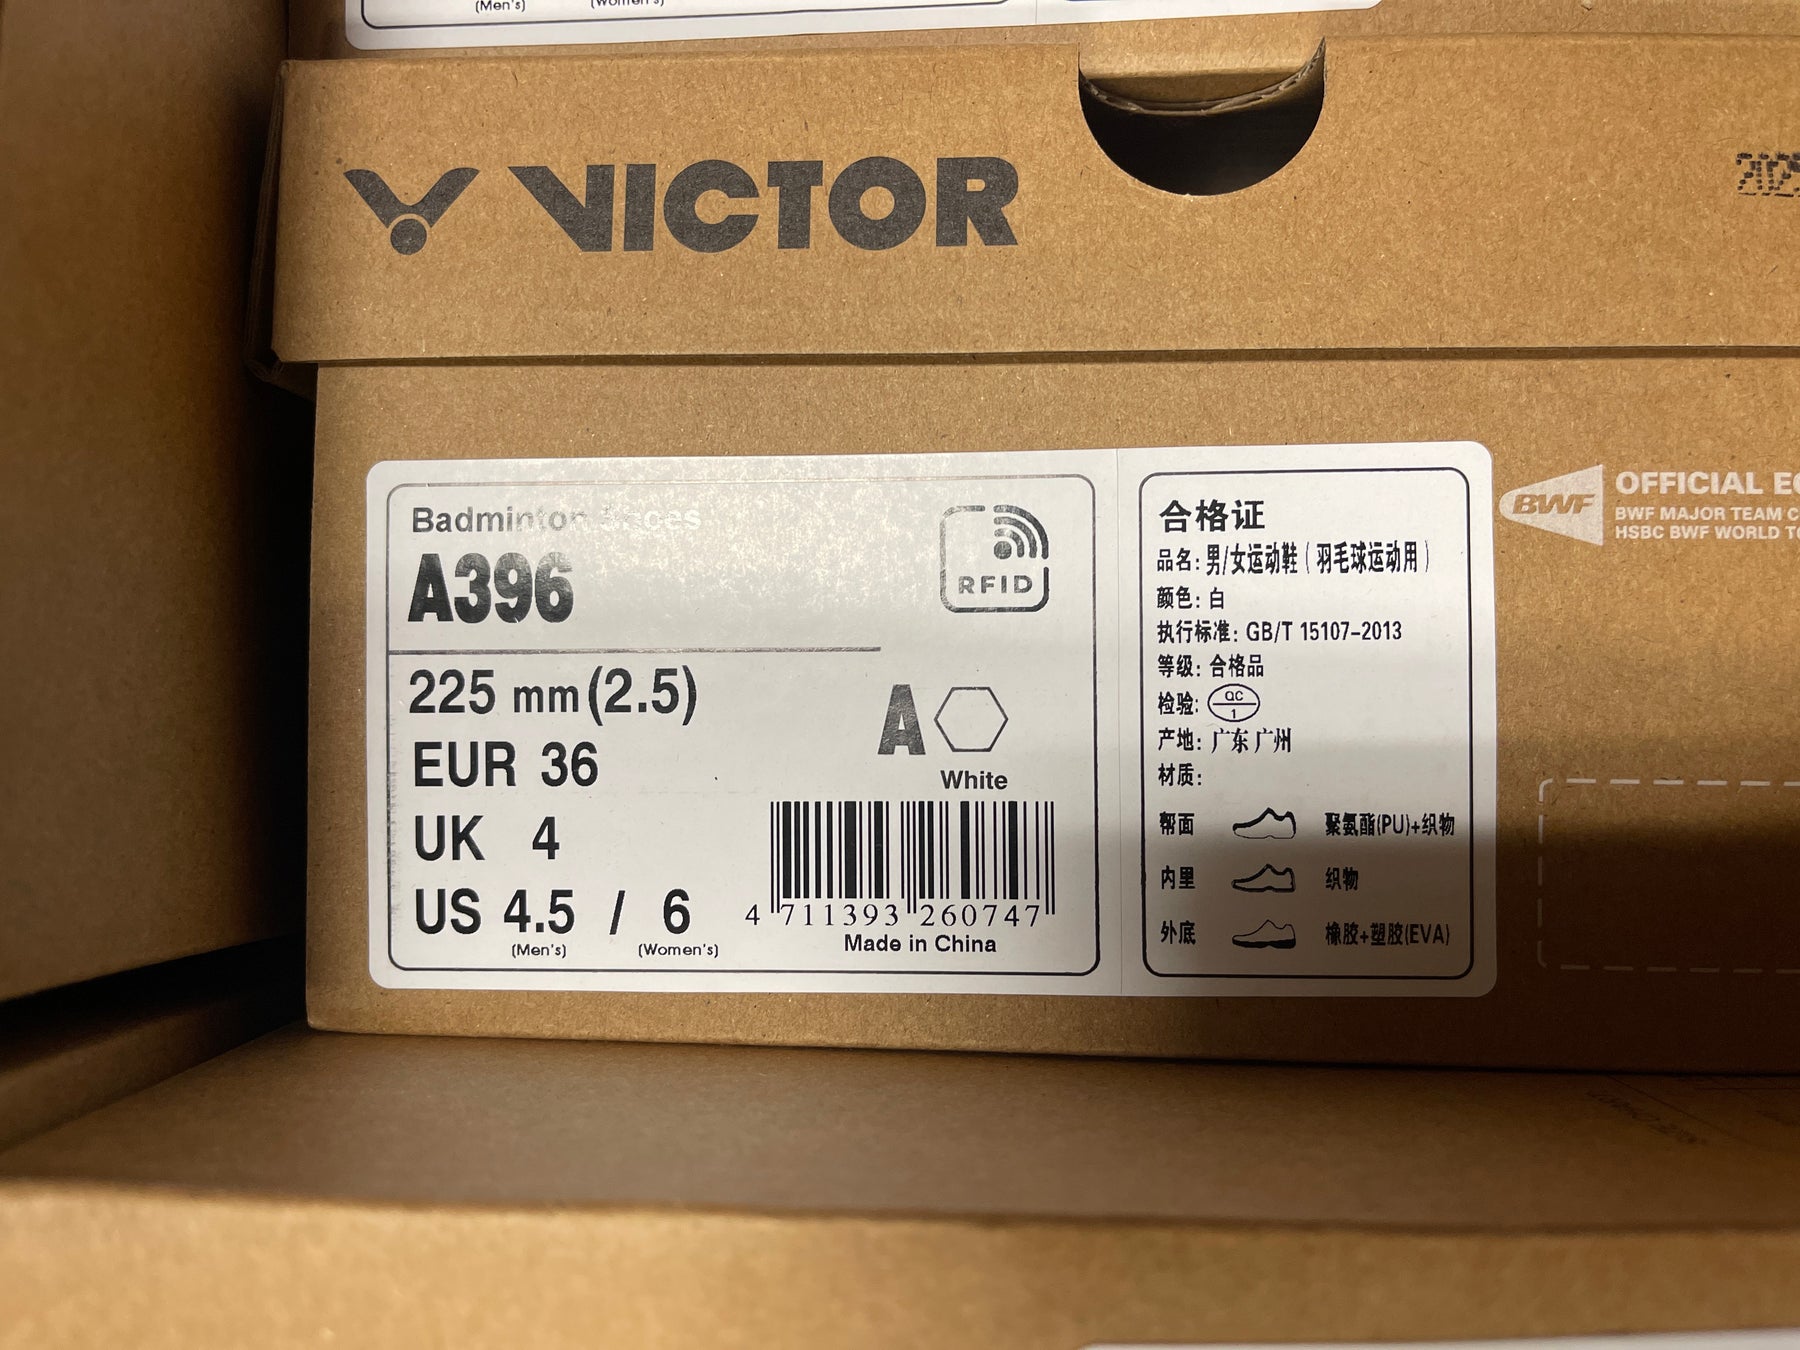 (Men's) (Women's)
VICTOR
Badminton Shoes
A396
RFID
225 mm (2.5)
EUR 36
UK 4
US 4.5 / 6
(Men's) (Women's)
A
White
4 711393 260747
Made in China
合格证
品名: 男/女运动鞋(羽毛球运动用)
颜色: 白
执行标准: GB/T 15107-2013
等级: 合格品
检验: QC 1
产地: 广东 广州
材质:
帮面 聚氨酯(PU)+织物
内里 织物
外底 橡胶+塑胶(EVA)
BWF
OFFICIAL
BWF MAJOR TEAM
HSBC BWF WORLD